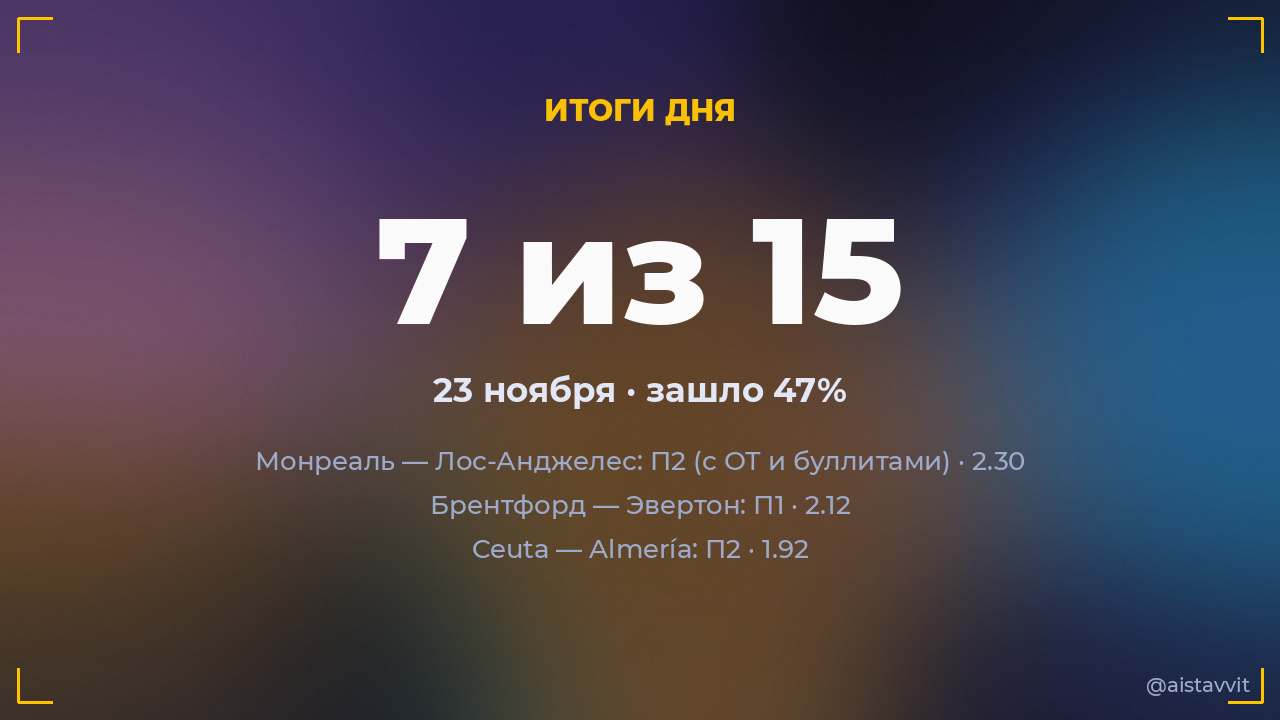 ИТОГИ ДНЯ
7 из 15
23 ноября · зашло 47%
Монреаль — Лос-Анджелес: П2 (с ОТ и буллитами) · 2.30
Брентфорд — Эвертон: П1 · 2.12
Ceuta — Almería: П2 · 1.92
@aistavvit